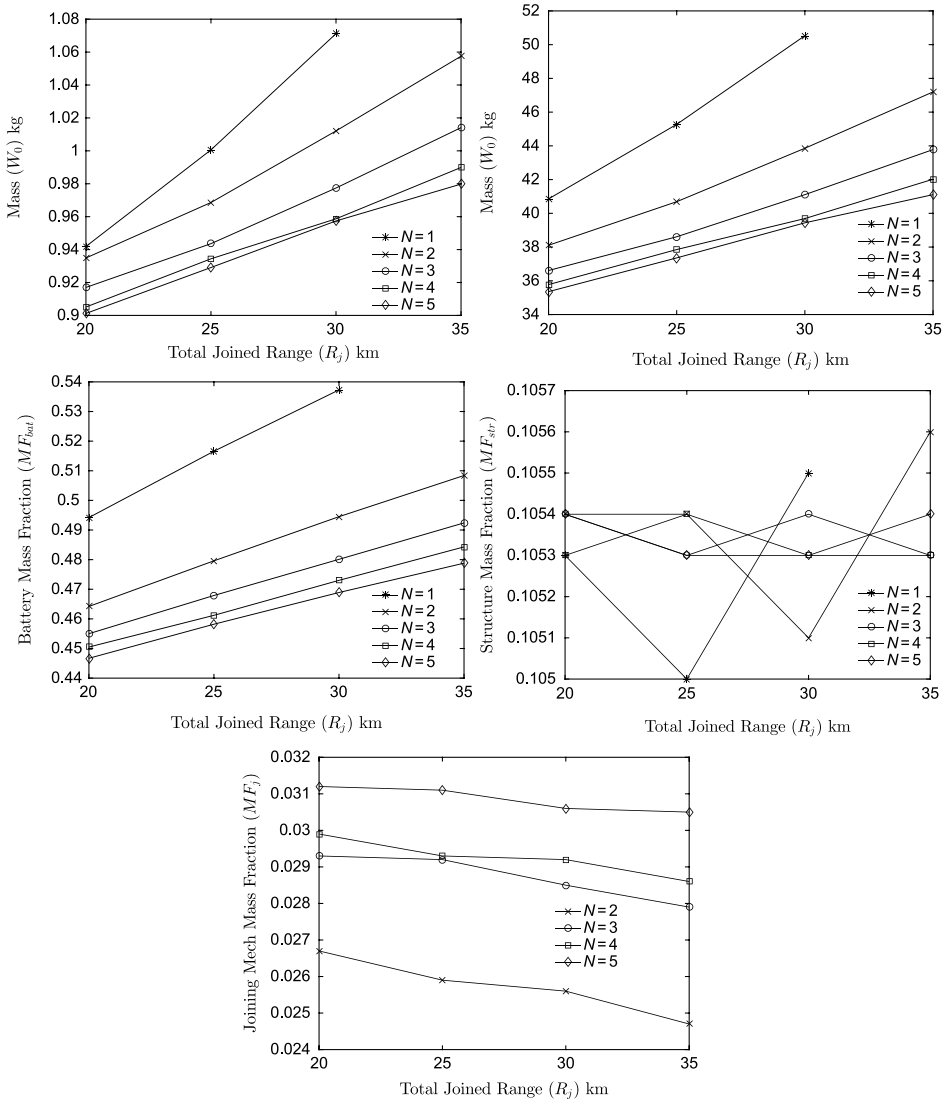 1.08
1.06
1.04
1.02
1
0.98
0.96
0.94
0.92
0.9
Mass (W0) kg
N=1
N=2
N=3
N=4
N=5
20 25 30 35
Total Joined Range (Rj) km
52
50
48
46
44
42
40
38
36
34
Mass (W0) kg
N=1
N=2
N=3
N=4
N=5
20 25 30 35
Total Joined Range (Rj) km
0.54
0.53
0.52
0.51
0.5
0.49
0.48
0.47
0.46
0.45
0.44
Battery Mass Fraction (MFbat)
N=1
N=2
N=3
N=4
N=5
20 25 30 35
Total Joined Range (Rj) km
0.1057
0.1056
0.1055
0.1054
0.1053
0.1052
0.1051
0.105
Structure Mass Fraction (MFstr)
N=1
N=2
N=3
N=4
N=5
20 25 30 35
Total Joined Range (Rj) km
0.032
0.031
0.03
0.029
0.028
0.027
0.026
0.025
0.024
Joining Mech Mass Fraction (MFj)
N=2
N=3
N=4
N=5
20 25 30 35
Total Joined Range (Rj) km